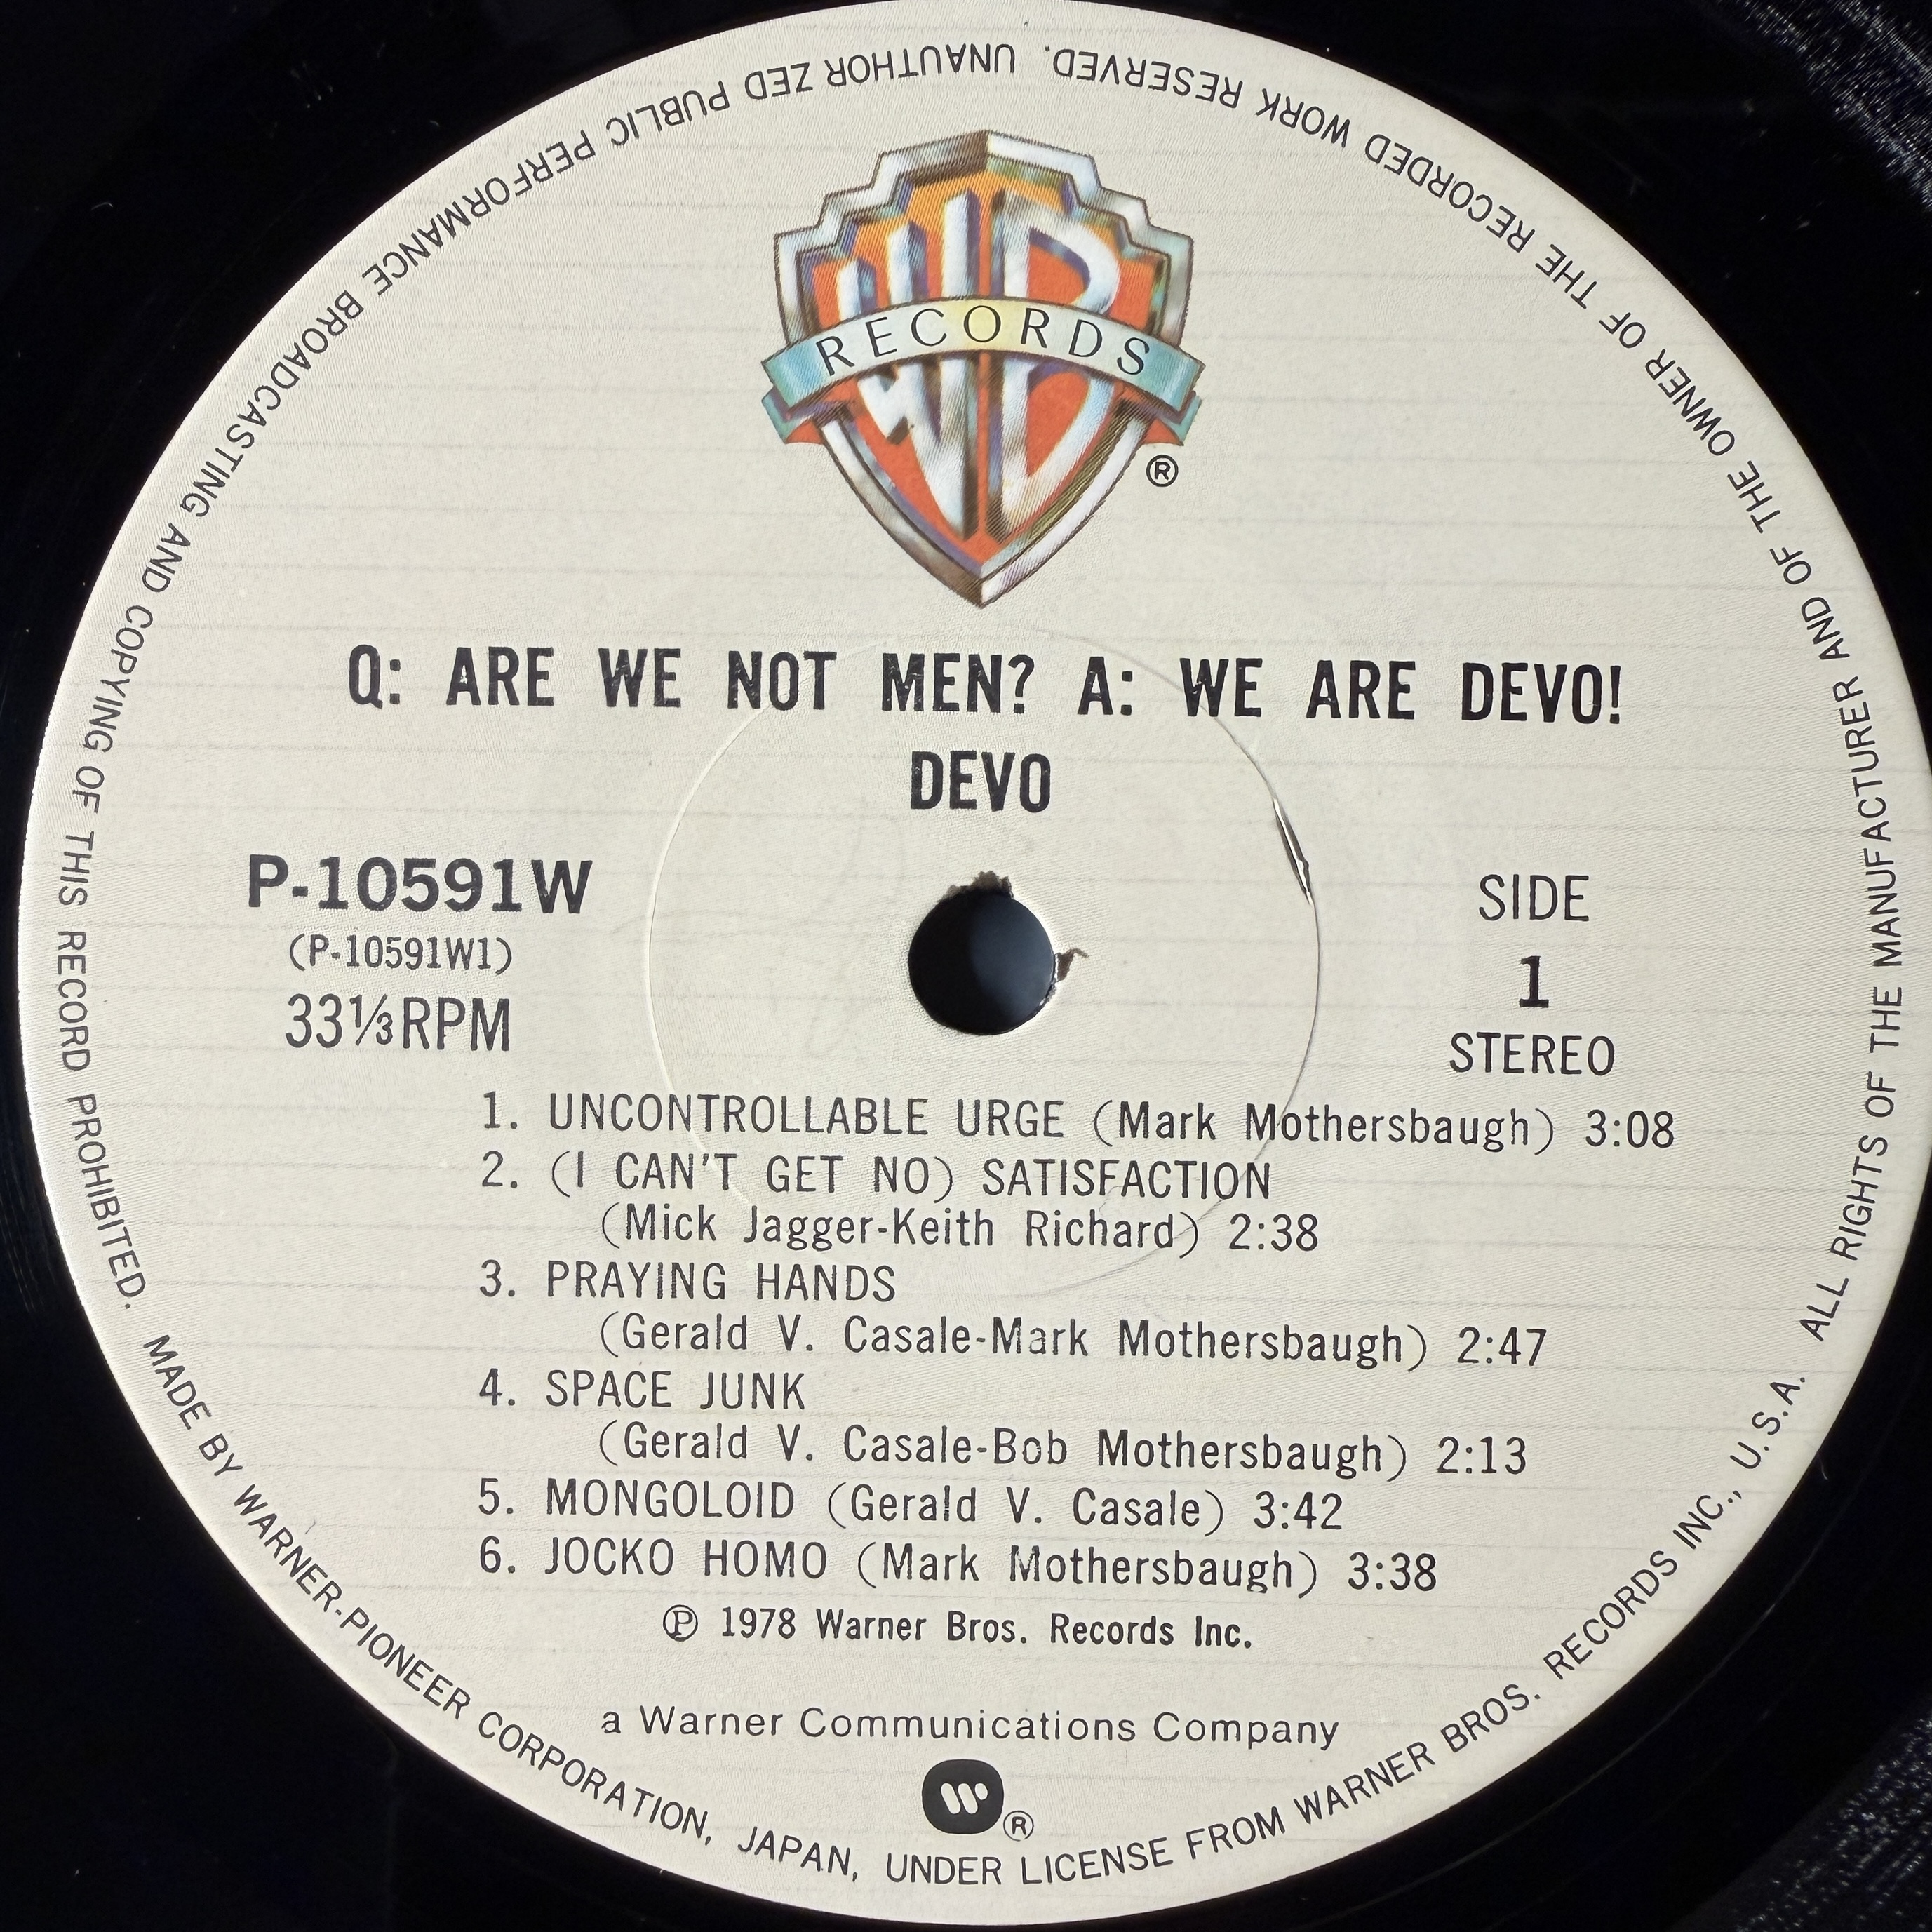 RECORDS
®
Q: ARE WE NOT MEN? A: WE ARE DEVO!
DEVO
P-10591W
(P-10591W1)
33⅓RPM
SIDE
1
STEREO
1. UNCONTROLLABLE URGE (Mark Mothersbaugh) 3:08
2. (I CAN'T GET NO) SATISFACTION
(Mick Jagger-Keith Richard) 2:38
3. PRAYING HANDS
(Gerald V. Casale-Mark Mothersbaugh) 2:47
4. SPACE JUNK
(Gerald V. Casale-Bob Mothersbaugh) 2:13
5. MONGOLOID (Gerald V. Casale) 3:42
6. JOCKO HOMO (Mark Mothersbaugh) 3:38
℗ 1978 Warner Bros. Records Inc.
a Warner Communications Company
®
MADE BY WARNER-PIONEER CORPORATION, JAPAN, UNDER LICENSE FROM WARNER BROS. RECORDS INC., U.S.A. ALL RIGHTS OF THE MANUFACTURER AND OF THE OWNER OF THE RECORDED WORK RESERVED. UNAUTHOR ZED PUBLIC PERFORMANCE BROADCASTING AND COPYING OF THIS RECORD PROHIBITED.